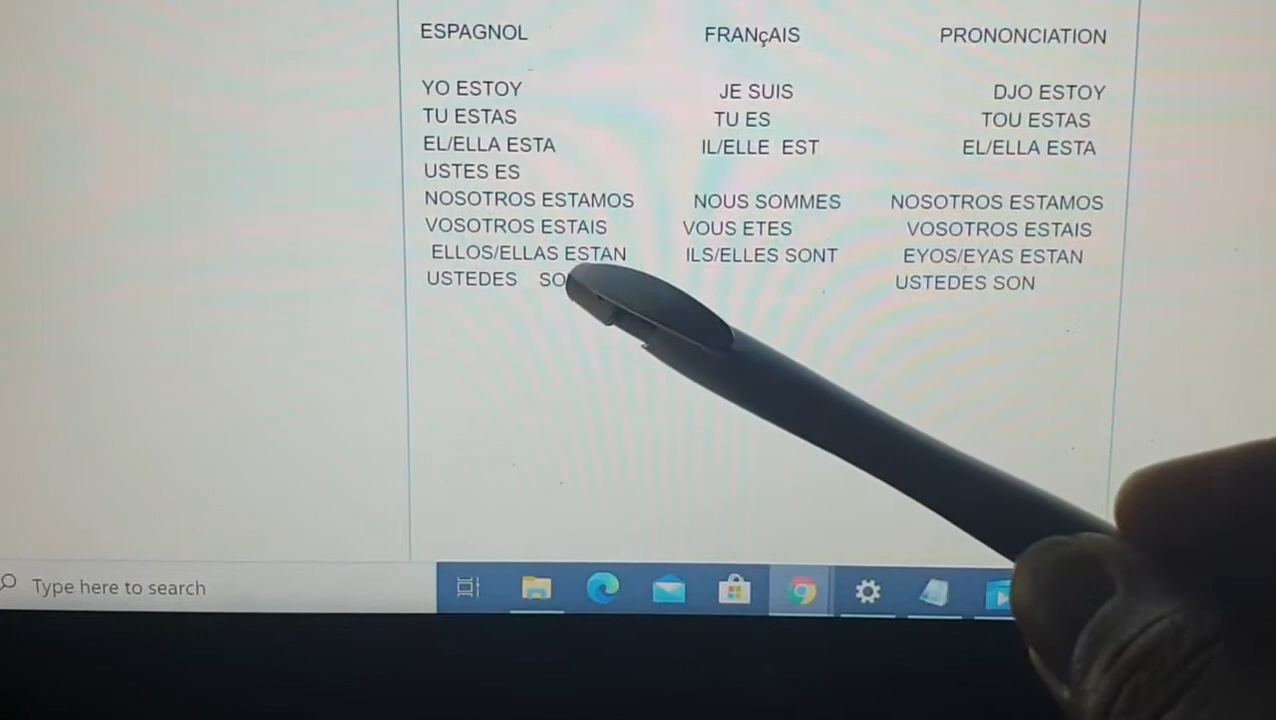 ESPAGNOL FRANçAIS PRONONCIATION
YO ESTOY JE SUIS DJO ESTOY
TU ESTAS TU ES TOU ESTAS
EL/ELLA ESTA IL/ELLE EST EL/ELLA ESTA
USTES ES
NOSOTROS ESTAMOS NOUS SOMMES NOSOTROS ESTAMOS
VOSOTROS ESTAIS VOUS ETES VOSOTROS ESTAIS
ELLOS/ELLAS ESTAN ILS/ELLES SONT EYOS/EYAS ESTAN
USTEDES USTEDES SON
Type here to search